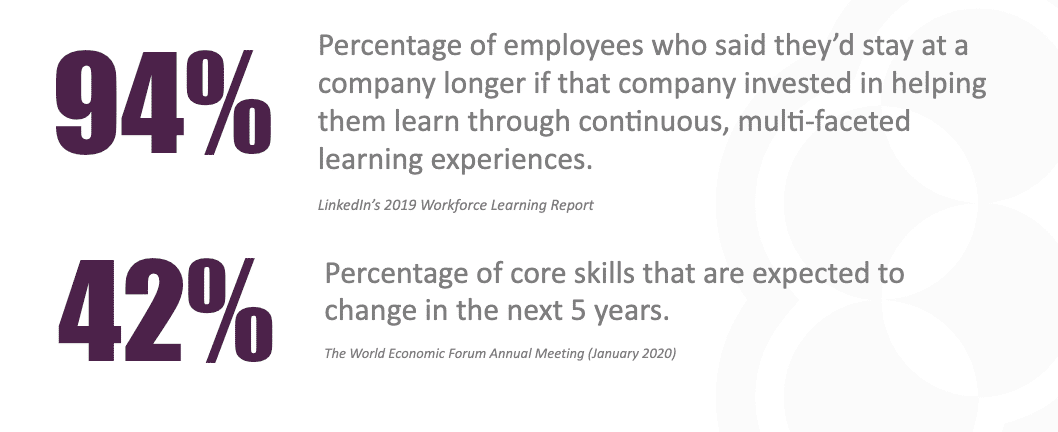 94%
Percentage of employees who said they’d stay at a
company longer if that company invested in helping
them learn through continuous, multi-faceted
learning experiences.
LinkedIn’s 2019 Workforce Learning Report
42%
Percentage of core skills that are expected to
change in the next 5 years.
The World Economic Forum Annual Meeting (January 2020)